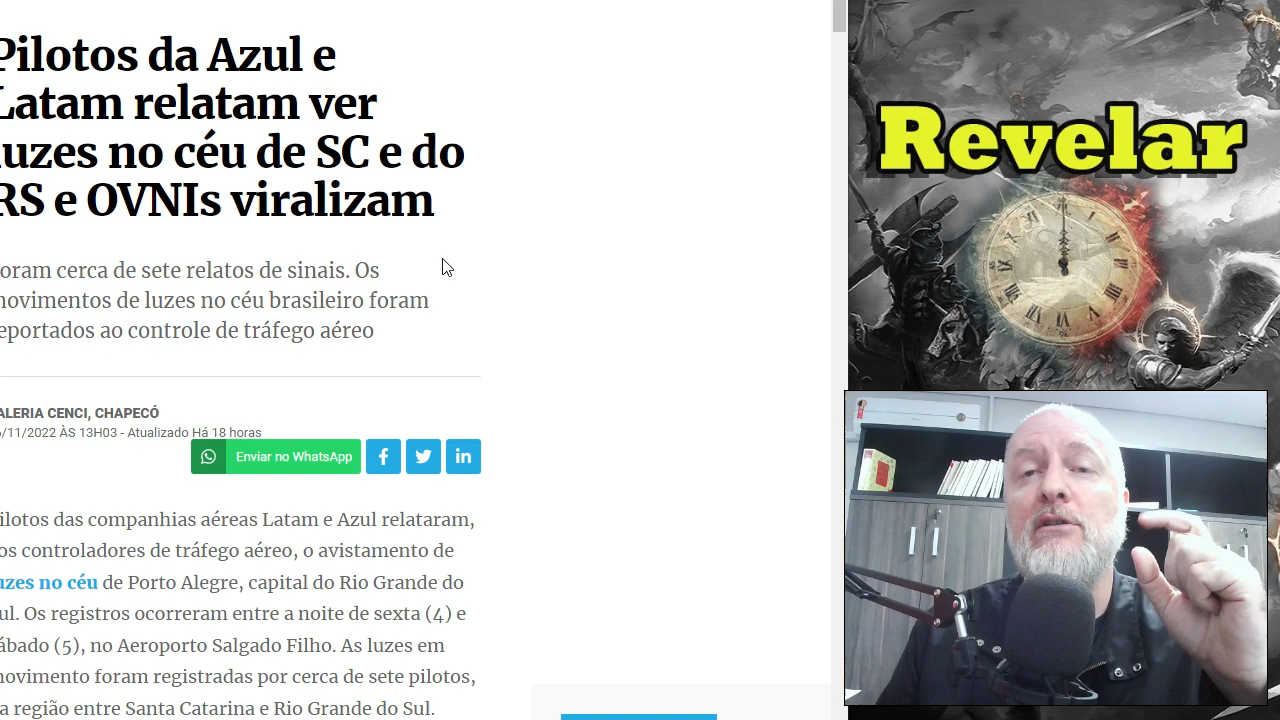 Pilotos da Azul e
Latam relatam ver
luzes no céu de SC e do
RS e OVNIs viralizam
oram cerca de sete relatos de sinais. Os
movimentos de luzes no céu brasileiro foram
eportados ao controle de tráfego aéreo
ALERIA CENCI, CHAPECÓ
6/11/2022 ÀS 13H03 - Atualizado Há 18 horas
Enviar no WhatsApp
ilotos das companhias aéreas Latam e Azul relataram,
os controladores de tráfego aéreo, o avistamento de
uzes no céu de Porto Alegre, capital do Rio Grande do
ul. Os registros ocorreram entre a noite de sexta (4) e
ábado (5), no Aeroporto Salgado Filho. As luzes em
movimento foram registradas por cerca de sete pilotos,
a região entre Santa Catarina e Rio Grande do Sul.
Revelar